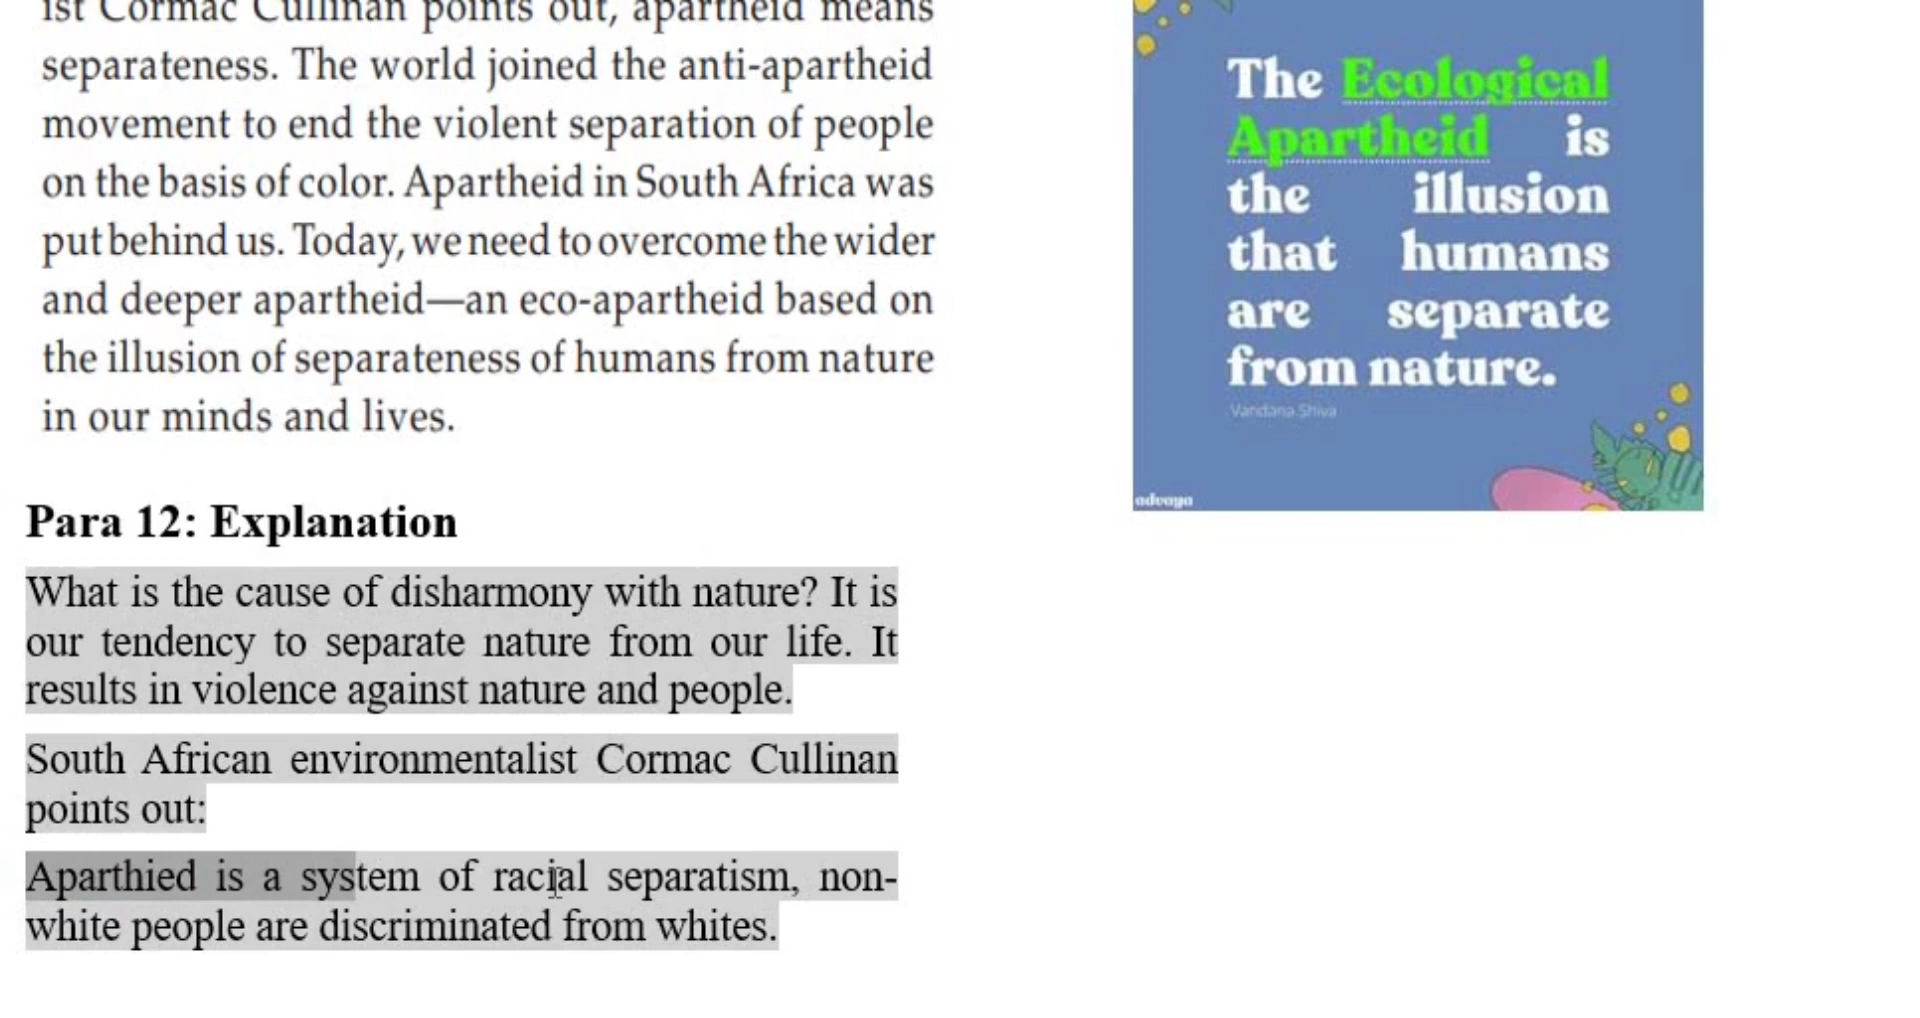 ist Cormac Cullinan points out, apartheid means
separateness. The world joined the anti-apartheid
movement to end the violent separation of people
on the basis of color. Apartheid in South Africa was
put behind us. Today, we need to overcome the wider
and deeper apartheid—an eco-apartheid based on
the illusion of separateness of humans from nature
in our minds and lives.
Para 12: Explanation
What is the cause of disharmony with nature? It is
our tendency to separate nature from our life. It
results in violence against nature and people.
South African environmentalist Cormac Cullinan
points out:
Aparthied is a system of racial separatism, non-
white people are discriminated from whites.
The Ecological
Apartheid is
the illusion
that humans
are separate
from nature.
Vandana Shiva
advaya